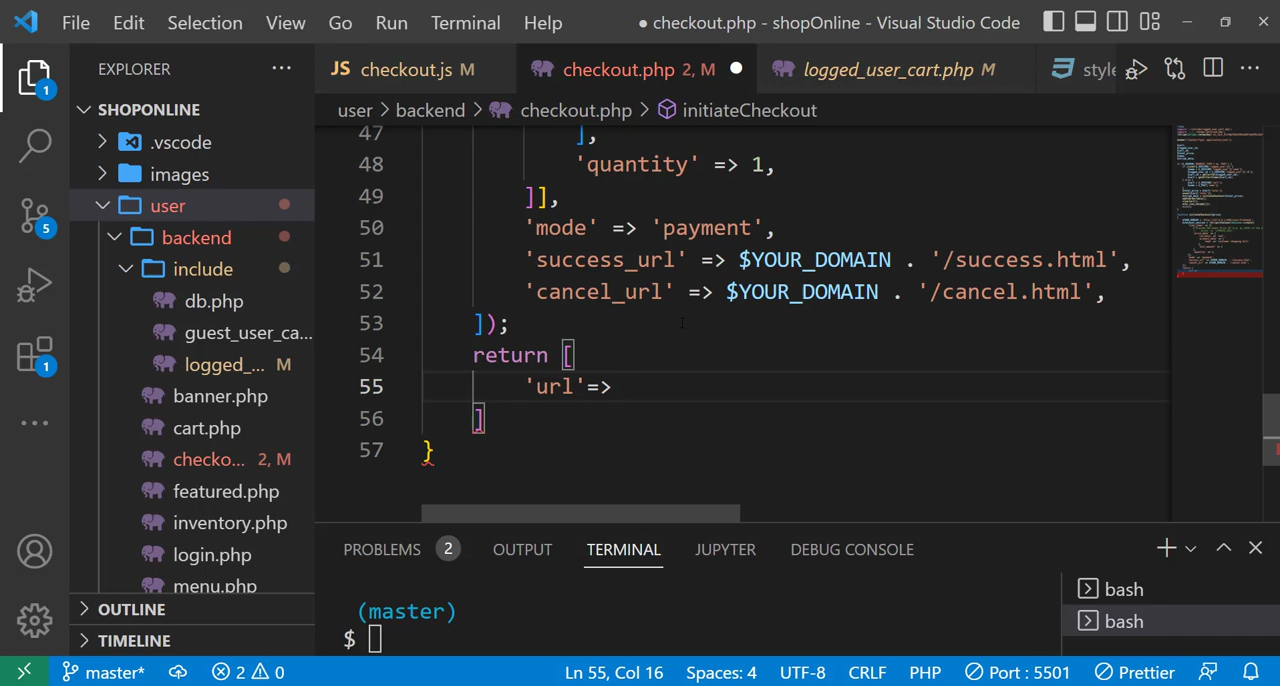 File Edit Selection View Go Run Terminal Help ● checkout.php - shopOnline - Visual Studio Code
EXPLORER ...
JS checkout.js M
checkout.php 2, M
logged_user_cart.php M
style
user > backend > checkout.php > initiateCheckout
SHOPONLINE
.vscode
images
user
backend
include
db.php
guest_user_ca...
logged_... M
banner.php
cart.php
checko... 2, M
featured.php
inventory.php
login.php
menu.php
OUTLINE
TIMELINE
1
5
1
47 ],
48 'quantity' => 1,
49 ]],
50 'mode' => 'payment',
51 'success_url' => $YOUR_DOMAIN . '/success.html',
52 'cancel_url' => $YOUR_DOMAIN . '/cancel.html',
53 ]);
54 return [
55 'url'=>
56 ]
57 }
PROBLEMS 2 OUTPUT TERMINAL JUPYTER DEBUG CONSOLE
(master)
$
bash
bash
master* 2 0 Ln 55, Col 16 Spaces: 4 UTF-8 CRLF PHP Port : 5501 Prettier